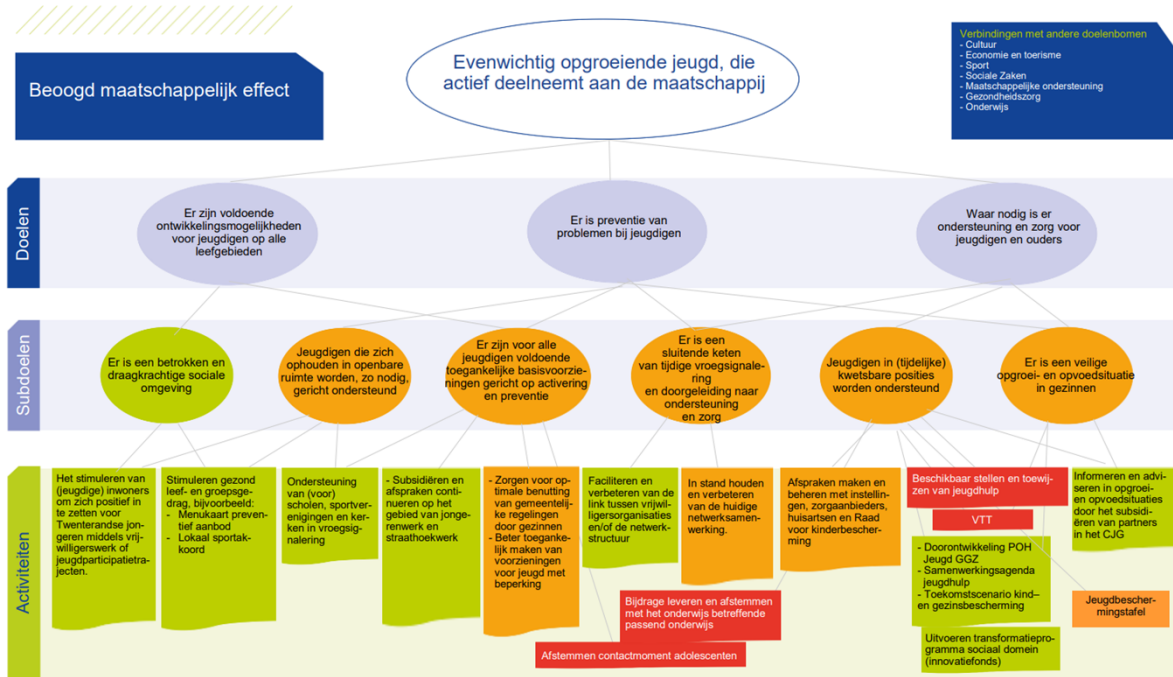 Beoogd maatschappelijk effect
Evenwichtig opgroeiende jeugd, die
actief deelneemt aan de maatschappij
Verbindingen met andere doelenbomen
- Cultuur
- Economie en toerisme
- Sport
- Sociale Zaken
- Maatschappelijke ondersteuning
- Gezondheidszorg
- Onderwijs
Doelen
Er zijn voldoende
ontwikkelingsmogelijkheden
voor jeugdigen op alle
leefgebieden
Er is preventie van
problemen bij jeugdigen
Waar nodig is er
ondersteuning en zorg voor
jeugdigen en ouders
Subdoelen
Er is een betrokken en
draagkrachtige sociale
omgeving
Jeugdigen die zich
ophouden in openbare
ruimte worden, zo nodig,
gericht ondersteund
Er zijn voor alle
jeugdigen voldoende
toegankelijke basisvoorzie-
ningen gericht op activering
en preventie
Er is een
sluitende keten
van tijdige vroegsignale-
ring
en doorgeleiding naar
ondersteuning
en zorg
Jeugdigen in (tijdelijke)
kwetsbare posities
worden ondersteund
Er is een veilige
opgroei- en opvoedsituatie
in gezinnen
Activiteiten
Het stimuleren van
(jeugdige) inwoners
om zich positief in
te zetten voor
Twenterandse jon-
geren middels vrij-
willigerswerk of
jeugdparticipatietra-
jecten.
Stimuleren gezond
leef- en groepsge-
drag, bijvoorbeeld:
- Menukaart preven-
tief aanbod
- Lokaal sportak-
koord
Ondersteuning
van (voor)
scholen, sportver-
enigingen en ker-
ken in vroegsig-
nalering
- Subsidiëren en
afspraken conti-
nueren op het
gebied van jonge-
renwerk en
straathoekwerk
- Zorgen voor op-
timale benutting
van gemeentelij-
ke regelingen
door gezinnen
- Beter toeganke-
lijk maken van
voorzieningen
voor jeugd met
beperking
Faciliteren en
verbeteren van de
link tussen vrijwil-
ligersorganisaties
en/of de netwerk-
structuur
In stand houden en
verbeteren
van de huidige
netwerksamen-
werking.
Afspraken maken en
beheren met instellin-
gen, zorgaanbieders,
huisartsen en Raad
voor kinderbescher-
ming
Beschikbaar stellen en toewij-
zen van jeugdhulp
VTT
- Doorontwikkeling POH
Jeugd GGZ
- Samenwerkingsagenda
jeugdhulp
- Toekomstscenario kind–
en gezinsbescherming
Uitvoeren transformatiepro-
gramma sociaal domein
(innovatiefonds)
Informeren en advi-
seren in opgroei-
en opvoedsituaties
door het subsidi-
ëren van partners
in het CJG
Jeugdbescher-
mingstafel
Bijdrage leveren en afstemmen
met het onderwijs betreffende
passend onderwijs
Afstemmen contactmoment adolescenten